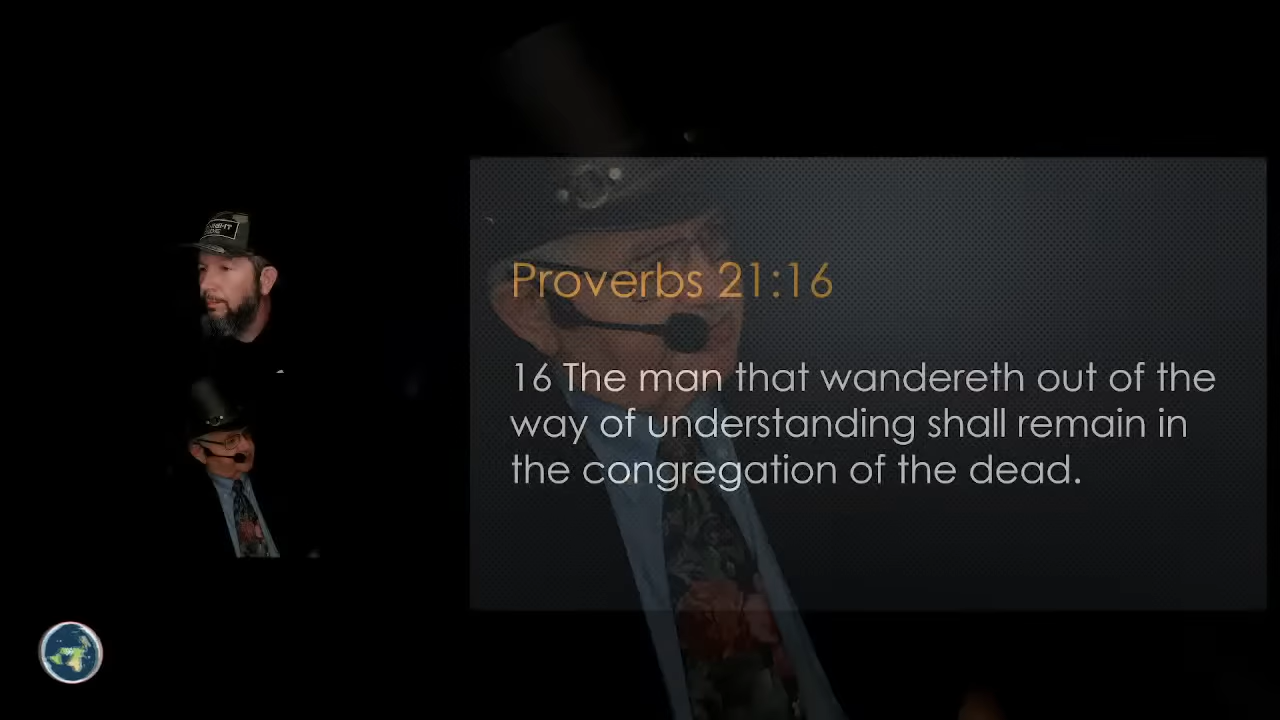 Proverbs 21:16
16 The man that wandereth out of the
way of understanding shall remain in
the congregation of the dead.